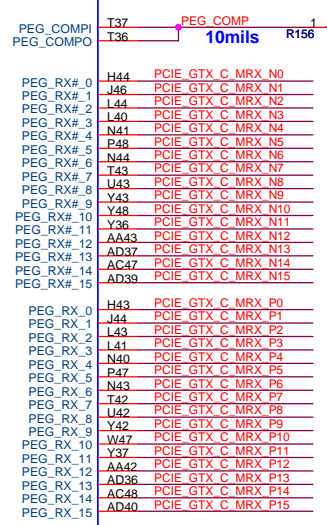 PEG_COMPI T37 PEG_COMP 1
PEG_COMPO T36 10mils R156
PEG_RX#_0 H44 PCIE_GTX_C_MRX_N0
PEG_RX#_1 J46 PCIE_GTX_C_MRX_N1
PEG_RX#_2 L44 PCIE_GTX_C_MRX_N2
PEG_RX#_3 L40 PCIE_GTX_C_MRX_N3
PEG_RX#_4 N41 PCIE_GTX_C_MRX_N4
PEG_RX#_5 P48 PCIE_GTX_C_MRX_N5
PEG_RX#_6 N44 PCIE_GTX_C_MRX_N6
PEG_RX#_7 T43 PCIE_GTX_C_MRX_N7
PEG_RX#_8 U43 PCIE_GTX_C_MRX_N8
PEG_RX#_9 Y43 PCIE_GTX_C_MRX_N9
PEG_RX#_10 Y48 PCIE_GTX_C_MRX_N10
PEG_RX#_11 Y36 PCIE_GTX_C_MRX_N11
PEG_RX#_12 AA43 PCIE_GTX_C_MRX_N12
PEG_RX#_13 AD37 PCIE_GTX_C_MRX_N13
PEG_RX#_14 AC47 PCIE_GTX_C_MRX_N14
PEG_RX#_15 AD39 PCIE_GTX_C_MRX_N15
PEG_RX_0 H43 PCIE_GTX_C_MRX_P0
PEG_RX_1 J44 PCIE_GTX_C_MRX_P1
PEG_RX_2 L43 PCIE_GTX_C_MRX_P2
PEG_RX_3 L41 PCIE_GTX_C_MRX_P3
PEG_RX_4 N40 PCIE_GTX_C_MRX_P4
PEG_RX_5 P47 PCIE_GTX_C_MRX_P5
PEG_RX_6 N43 PCIE_GTX_C_MRX_P6
PEG_RX_7 T42 PCIE_GTX_C_MRX_P7
PEG_RX_8 U42 PCIE_GTX_C_MRX_P8
PEG_RX_9 Y42 PCIE_GTX_C_MRX_P9
PEG_RX_10 W47 PCIE_GTX_C_MRX_P10
PEG_RX_11 Y37 PCIE_GTX_C_MRX_P11
PEG_RX_12 AA42 PCIE_GTX_C_MRX_P12
PEG_RX_13 AD36 PCIE_GTX_C_MRX_P13
PEG_RX_14 AC48 PCIE_GTX_C_MRX_P14
PEG_RX_15 AD40 PCIE_GTX_C_MRX_P15